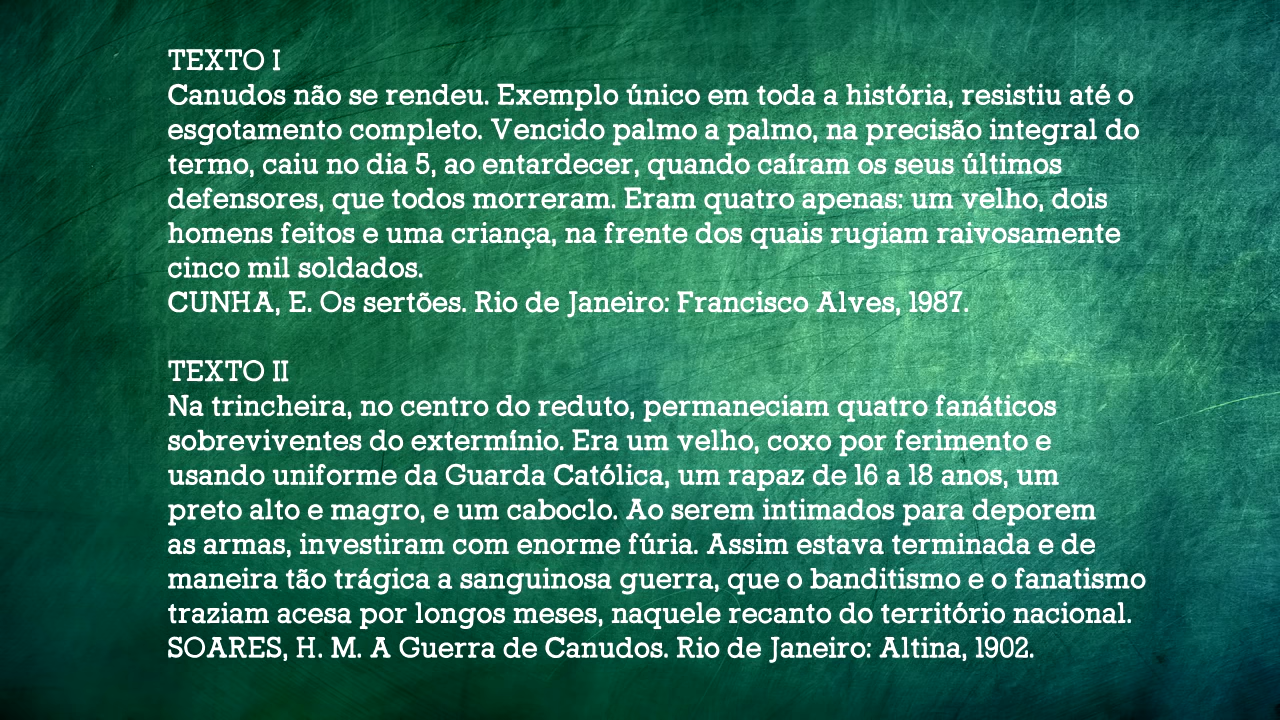 TEXTO I
Canudos não se rendeu. Exemplo único em toda a história, resistiu até o
esgotamento completo. Vencido palmo a palmo, na precisão integral do
termo, caiu no dia 5, ao entardecer, quando caíram os seus últimos
defensores, que todos morreram. Eram quatro apenas: um velho, dois
homens feitos e uma criança, na frente dos quais rugiam raivosamente
cinco mil soldados.
CUNHA, E. Os sertões. Rio de Janeiro: Francisco Alves, 1987.
TEXTO II
Na trincheira, no centro do reduto, permaneciam quatro fanáticos
sobreviventes do extermínio. Era um velho, coxo por ferimento e
usando uniforme da Guarda Católica, um rapaz de 16 a 18 anos, um
preto alto e magro, e um caboclo. Ao serem intimados para deporem
as armas, investiram com enorme fúria. Assim estava terminada e de
maneira tão trágica a sanguinosa guerra, que o banditismo e o fanatismo
traziam acesa por longos meses, naquele recanto do território nacional.
SOARES, H. M. A Guerra de Canudos. Rio de Janeiro: Altina, 1902.